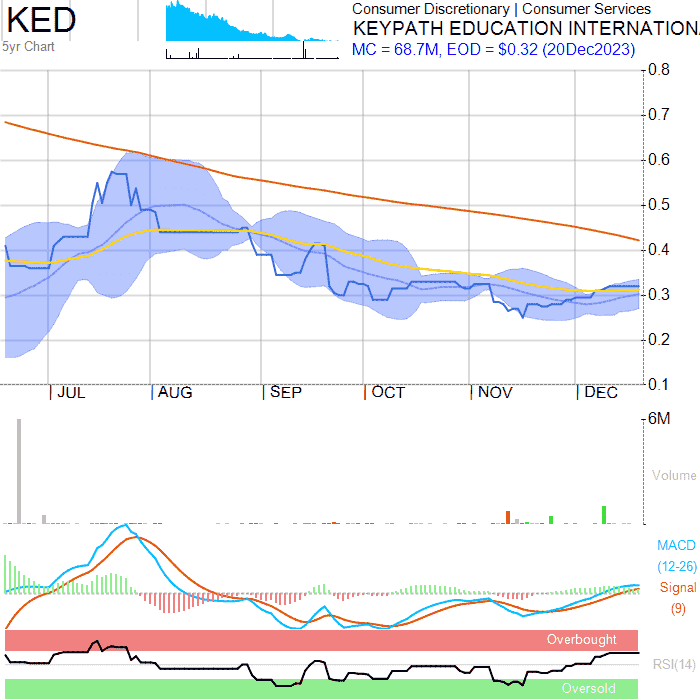 KED
5yr Chart
Consumer Discretionary | Consumer Services
KEYPATH EDUCATION INTERNATION
MC = 68.7M, EOD = $0.32 (20Dec2023)
0.8
0.7
0.6
0.5
0.4
0.3
0.2
0.1
JUL AUG SEP OCT NOV DEC
6M
Volume
MACD
(12-26)
Signal
(9)
Overbought
RSI(14)
Oversold